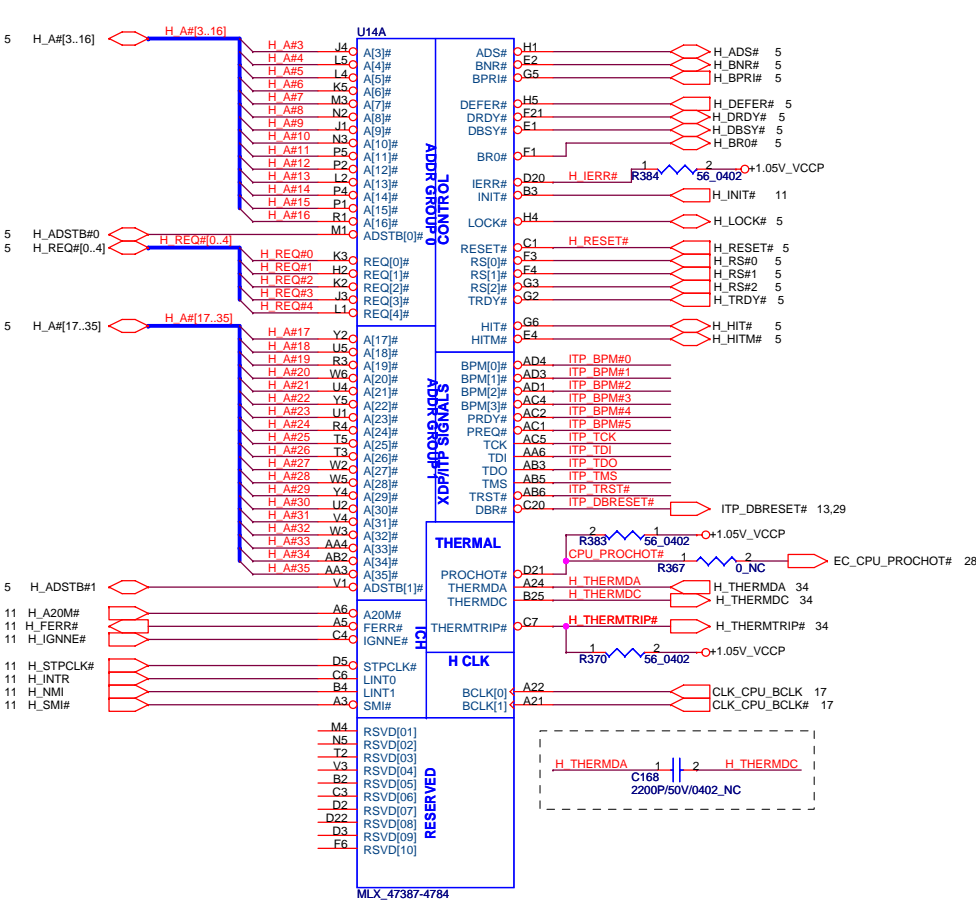 U14A
5 H_A#[3..16] H_A#[3..16]
H_A#3 J4 A[3]#
H_A#4 L5 A[4]#
H_A#5 L4 A[5]#
H_A#6 K5 A[6]#
H_A#7 M3 A[7]#
H_A#8 N2 A[8]#
H_A#9 J1 A[9]#
H_A#10 N3 A[10]#
H_A#11 P5 A[11]#
H_A#12 P2 A[12]#
H_A#13 L2 A[13]#
H_A#14 P4 A[14]#
H_A#15 P1 A[15]#
H_A#16 R1 A[16]#
5 H_ADSTB#0 M1 ADSTB[0]#
5 H_REQ#[0..4] H_REQ#[0..4]
H_REQ#0 K3 REQ[0]#
H_REQ#1 H2 REQ[1]#
H_REQ#2 K2 REQ[2]#
H_REQ#3 J3 REQ[3]#
H_REQ#4 L1 REQ[4]#
ADDR GROUP 0
5 H_A#[17..35] H_A#[17..35]
H_A#17 Y2 A[17]#
H_A#18 U5 A[18]#
H_A#19 R3 A[19]#
H_A#20 W6 A[20]#
H_A#21 U4 A[21]#
H_A#22 Y5 A[22]#
H_A#23 U1 A[23]#
H_A#24 R4 A[24]#
H_A#25 T5 A[25]#
H_A#26 T3 A[26]#
H_A#27 W2 A[27]#
H_A#28 W5 A[28]#
H_A#29 Y4 A[29]#
H_A#30 U2 A[30]#
H_A#31 V4 A[31]#
H_A#32 W3 A[32]#
H_A#33 AA4 A[33]#
H_A#34 AB2 A[34]#
H_A#35 AA3 A[35]#
5 H_ADSTB#1 V1 ADSTB[1]#
ADDR GROUP 1
11 H_A20M# A6 A20M#
11 H_FERR# A5 FERR#
11 H_IGNNE# C4 IGNNE#
11 H_STPCLK# D5 STPCLK#
11 H_INTR C6 LINT0
11 H_NMI B4 LINT1
11 H_SMI# A3 SMI#
ICH
M4 RSVD[01]
N5 RSVD[02]
T2 RSVD[03]
V3 RSVD[04]
B2 RSVD[05]
C3 RSVD[06]
D2 RSVD[07]
D22 RSVD[08]
D3 RSVD[09]
F6 RSVD[10]
RESERVED
MLX_47387-4784
CONTROL
ADS# H1 H_ADS# 5
BNR# E2 H_BNR# 5
BPRI# G5 H_BPRI# 5
DEFER# H5 H_DEFER# 5
DRDY# F21 H_DRDY# 5
DBSY# E1 H_DBSY# 5
BR0# F1 H_BR0# 5
IERR# D20 H_IERR# 1 R384 2 56_0402 +1.05V_VCCP
INIT# B3 H_INIT# 11
LOCK# H4 H_LOCK# 5
RESET# C1 H_RESET# H_RESET# 5
RS[0]# F3 H_RS#0 5
RS[1]# F4 H_RS#1 5
RS[2]# G3 H_RS#2 5
TRDY# G2 H_TRDY# 5
HIT# G6 H_HIT# 5
HITM# E4 H_HITM# 5
XDP/ITP SIGNALS
BPM[0]# AD4 ITP_BPM#0
BPM[1]# AD3 ITP_BPM#1
BPM[2]# AD1 ITP_BPM#2
BPM[3]# AC4 ITP_BPM#3
PRDY# AC2 ITP_BPM#4
PREQ# AC1 ITP_BPM#5
TCK AC5 ITP_TCK
TDI AA6 ITP_TDI
TDO AB3 ITP_TDO
TMS AB5 ITP_TMS
TRST# AB6 ITP_TRST#
DBR# C20 ITP_DBRESET# ITP_DBRESET# 13,29
THERMAL
2 R383 1 56_0402 +1.05V_VCCP
CPU_PROCHOT# 1 R367 2 0_NC EC_CPU_PROCHOT# 28
PROCHOT# D21
THERMDA A24 H_THERMDA H_THERMDA 34
THERMDC B25 H_THERMDC H_THERMDC 34
THERMTRIP# C7 H_THERMTRIP# H_THERMTRIP# 34
1 R370 2 56_0402 +1.05V_VCCP
H CLK
BCLK[0] A22 CLK_CPU_BCLK 17
BCLK[1] A21 CLK_CPU_BCLK# 17
H_THERMDA 1 2 H_THERMDC
C168
2200P/50V/0402_NC